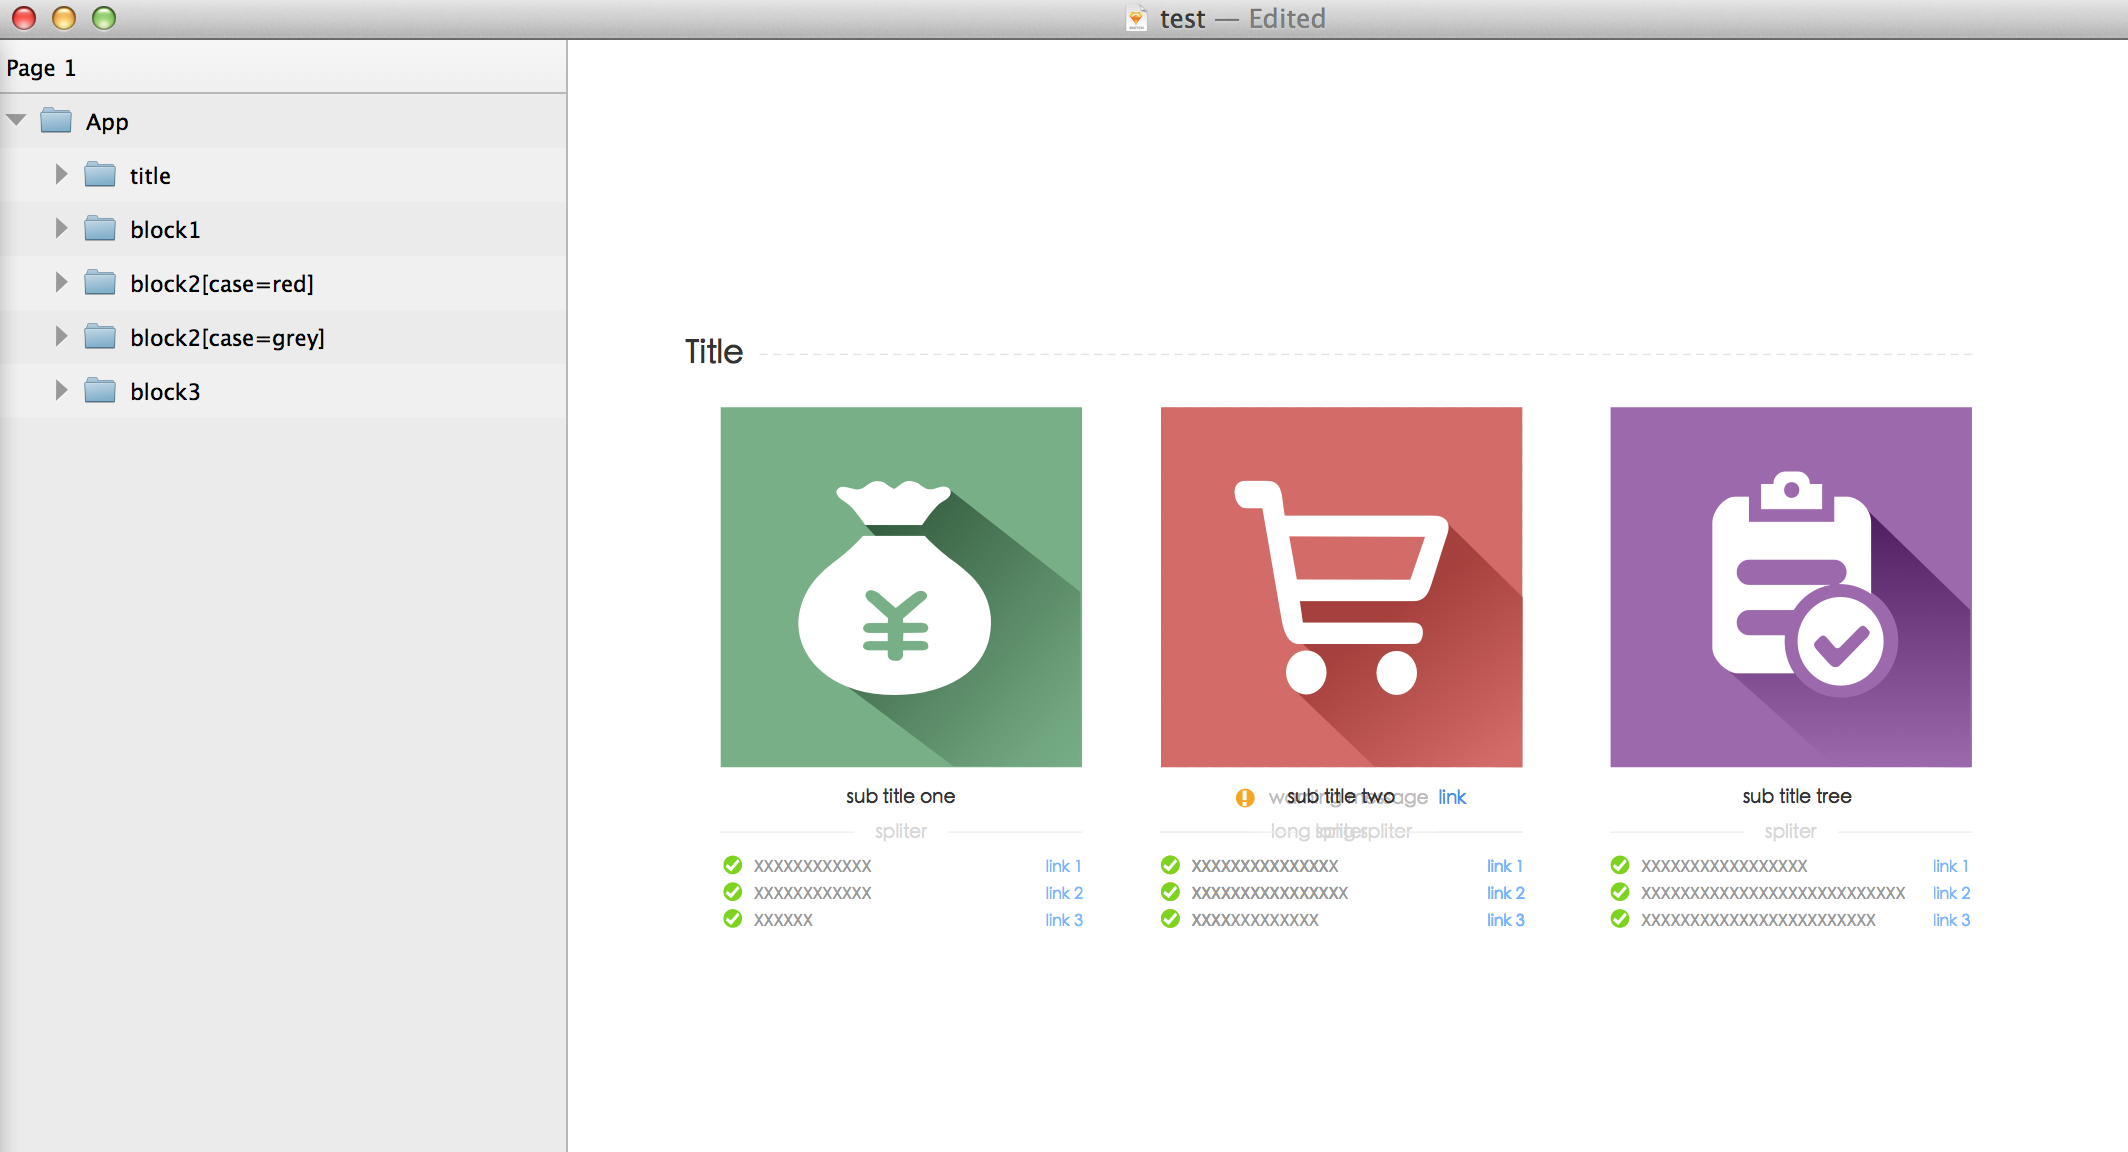 test — Edited
Page 1
App
title
block1
block2[case=red]
block2[case=grey]
block3
Title
sub title one
spliter
XXXXXXXXXXXX link 1
XXXXXXXXXXXX link 2
XXXXXX link 3
warning message link
sub title two
long long spliter
spliter
XXXXXXXXXXXXXXX link 1
XXXXXXXXXXXXXXXX link 2
XXXXXXXXXXXXX link 3
sub title tree
spliter
XXXXXXXXXXXXXXXXX link 1
XXXXXXXXXXXXXXXXXXXXXXXXXXX link 2
XXXXXXXXXXXXXXXXXXXXXXXX link 3